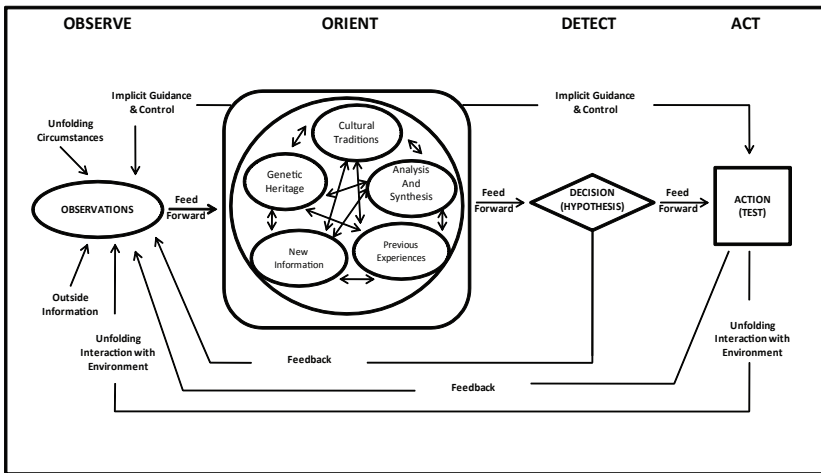 OBSERVE
ORIENT
DETECT
ACT
Implicit Guidance
& Control
Unfolding
Circumstances
OBSERVATIONS
Feed
Forward
Outside
Information
Unfolding
Interaction with
Environment
Cultural
Traditions
Genetic
Heritage
Analysis
And
Synthesis
New
Information
Previous
Experiences
Feed
Forward
Implicit Guidance
& Control
DECISION
(HYPOTHESIS)
Feed
Forward
ACTION
(TEST)
Unfolding
Interaction with
Environment
Feedback
Feedback